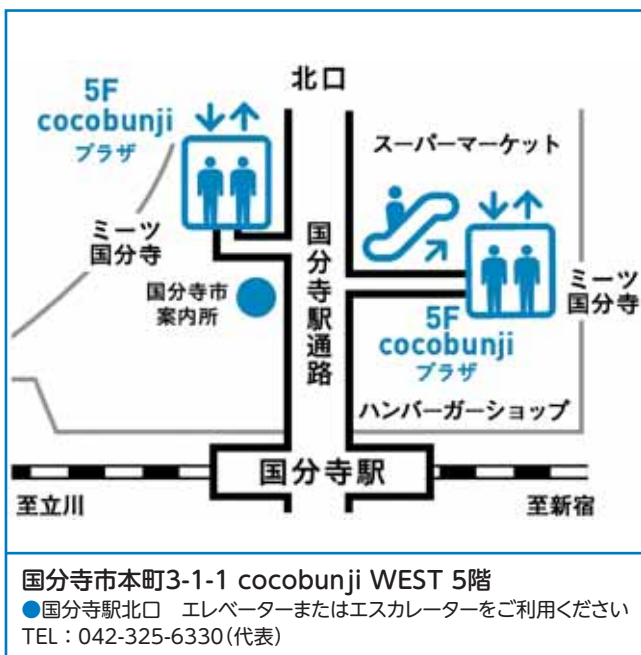 北口
5F
cocobunji
プラザ
スーパーマーケット
ミーツ
国分寺
国分寺駅通路
国分寺市
案内所
ミーツ
国分寺
5F
cocobunji
プラザ
ハンバーガーショップ
国分寺駅
至立川
至新宿
国分寺市本町3-1-1 cocobunji WEST 5階
●国分寺駅北口　エレベーターまたはエスカレーターをご利用ください
TEL：042-325-6330(代表)